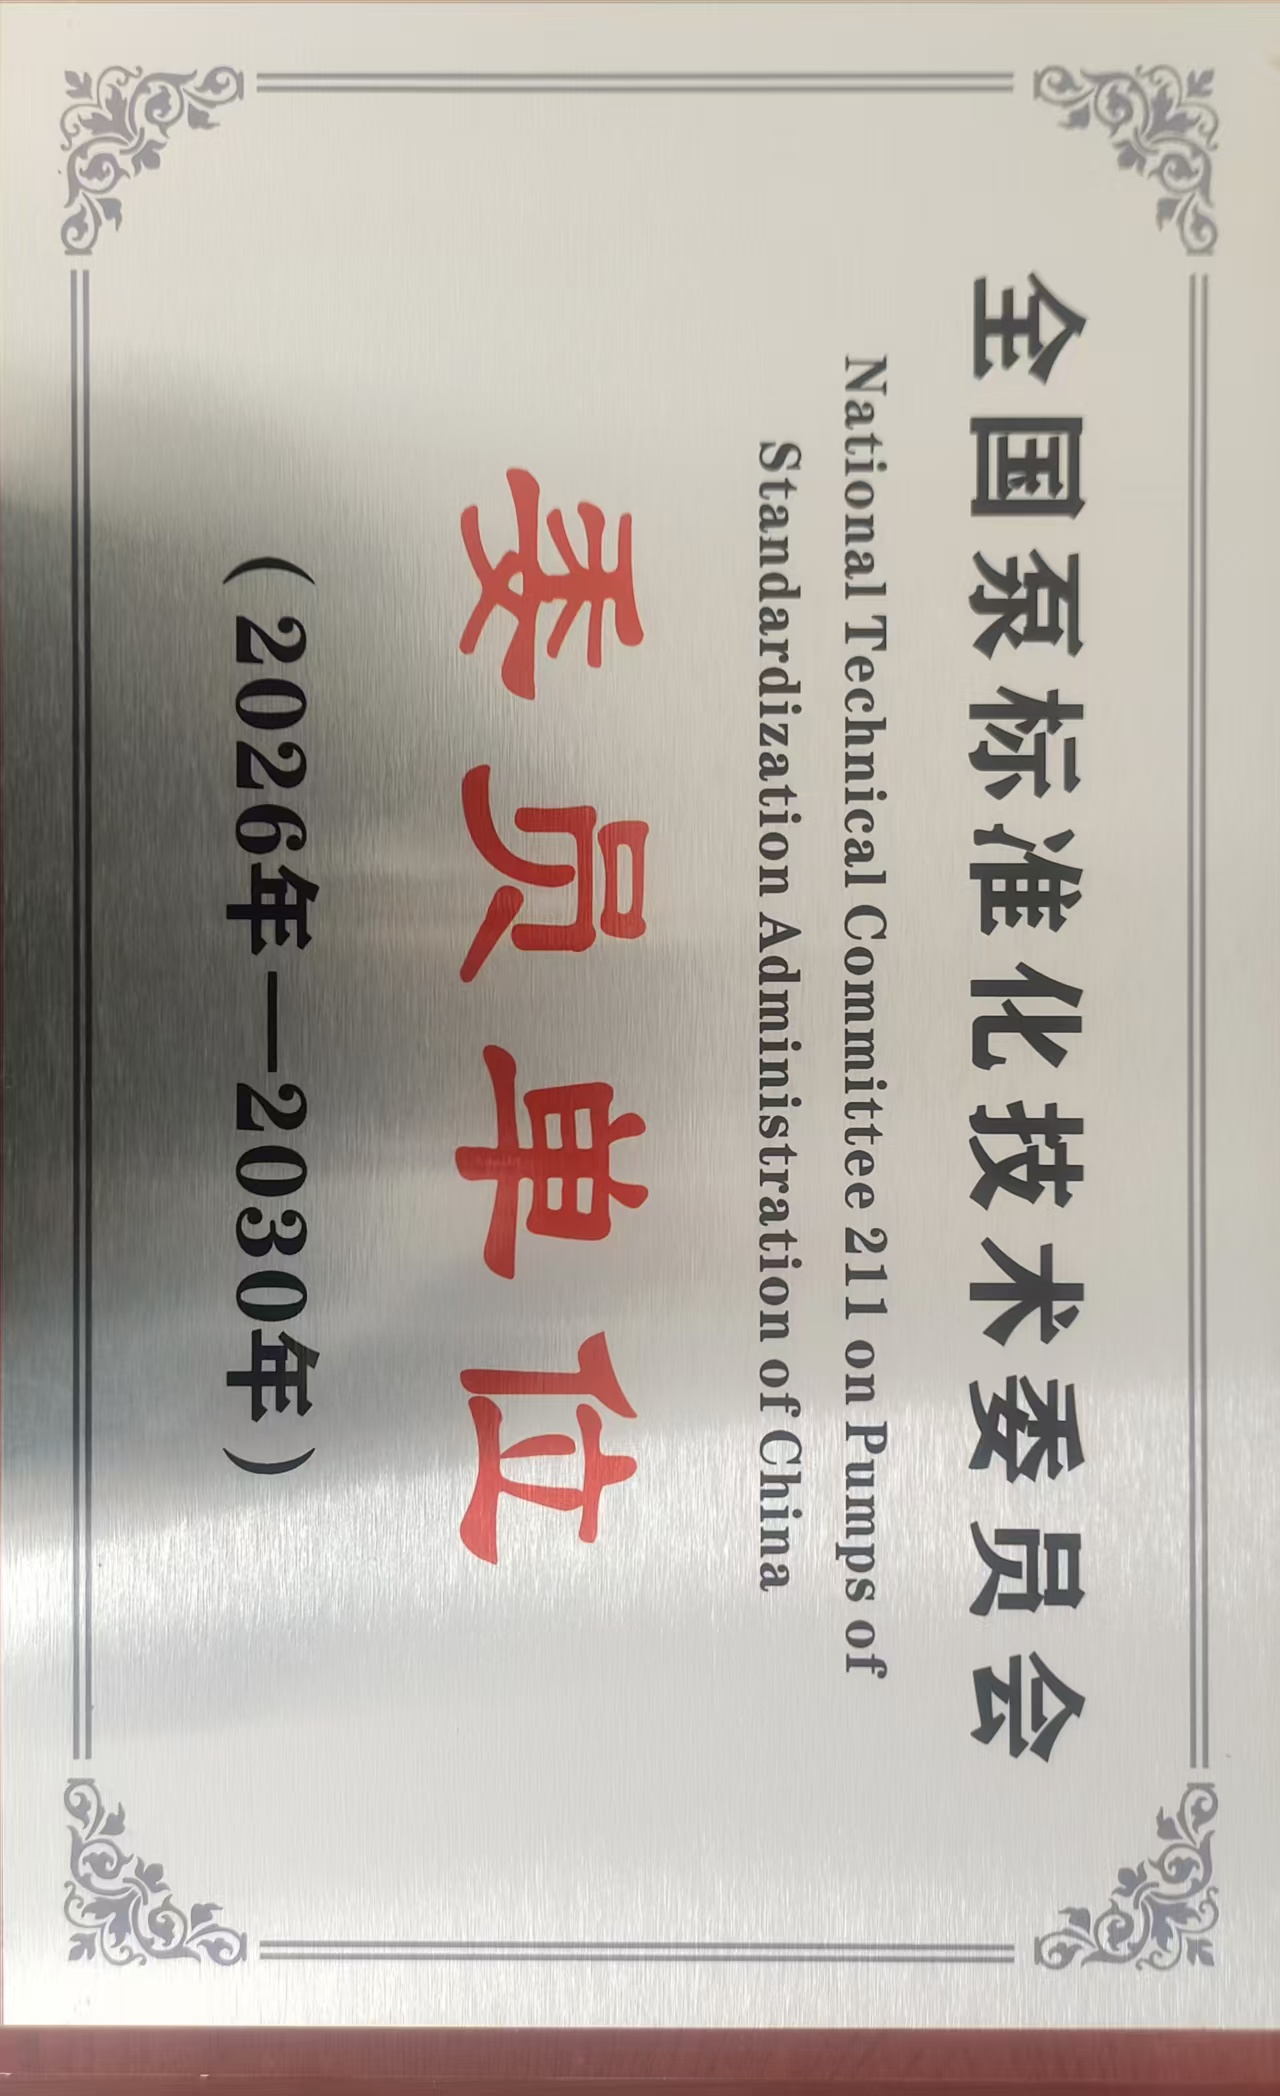 全国泵标准化技术委员会
National Technical Committee 211 on Pumps of
Standardization Administration of China
委员单位
（2026年—2030年）